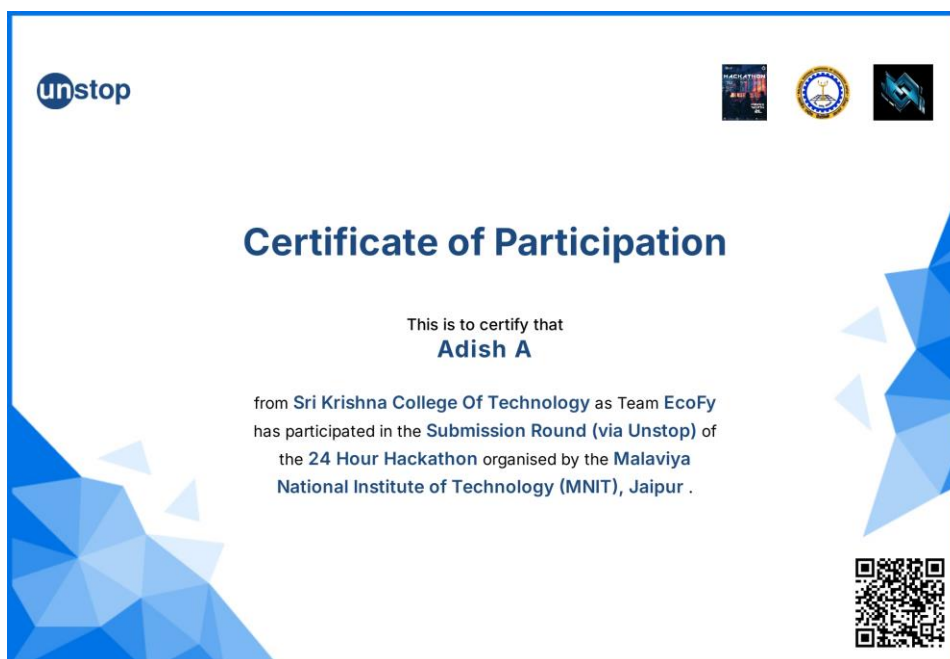 unstop
HACKATHON
Certificate of Participation
This is to certify that
Adish A
from Sri Krishna College Of Technology as Team EcoFy
has participated in the Submission Round (via Unstop) of
the 24 Hour Hackathon organised by the Malaviya
National Institute of Technology (MNIT), Jaipur .